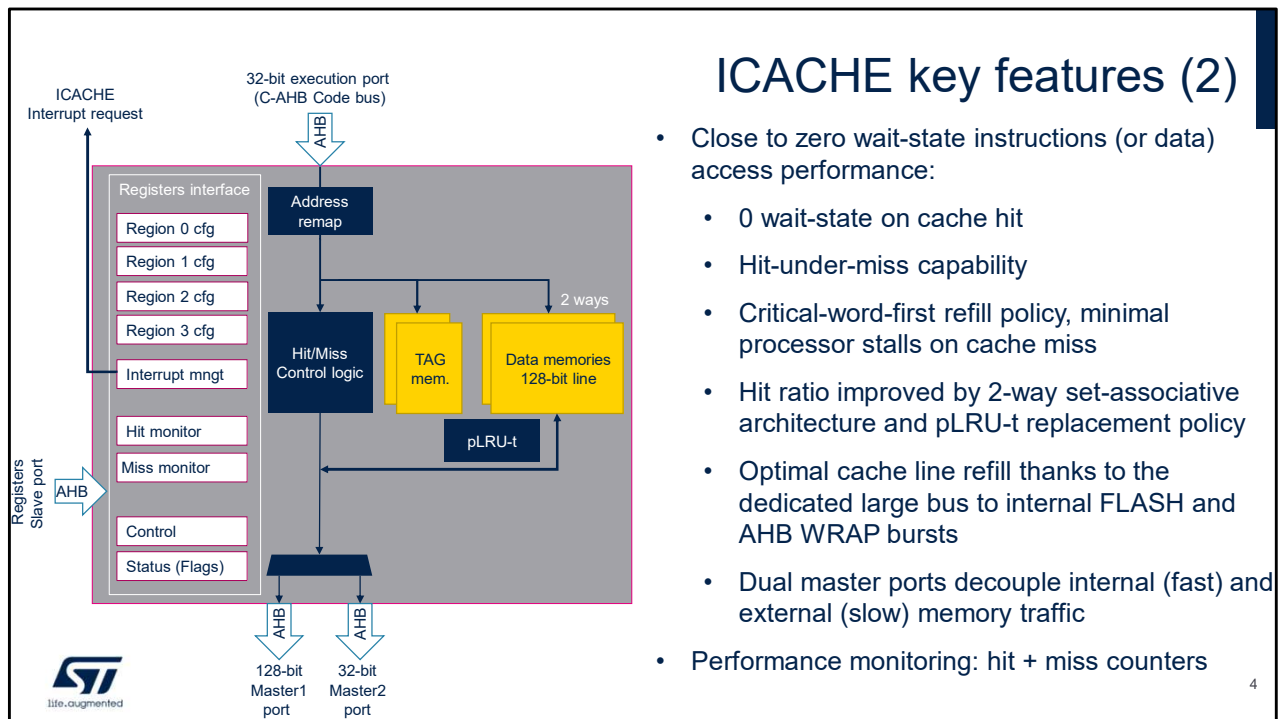 ICACHE key features (2)
32-bit execution port
(C-AHB Code bus)
ICACHE
Interrupt request
AHB
Registers interface
Address
remap
Region 0 cfg
Region 1 cfg
Region 2 cfg
Region 3 cfg
Interrupt mngt
Hit monitor
Miss monitor
Control
Status (Flags)
2 ways
Hit/Miss
Control logic
TAG
mem.
Data memories
128-bit line
pLRU-t
Registers
Slave port
AHB
AHB
AHB
128-bit
Master1
port
32-bit
Master2
port
• Close to zero wait-state instructions (or data)
access performance:
• 0 wait-state on cache hit
• Hit-under-miss capability
• Critical-word-first refill policy, minimal
processor stalls on cache miss
• Hit ratio improved by 2-way set-associative
architecture and pLRU-t replacement policy
• Optimal cache line refill thanks to the
dedicated large bus to internal FLASH and
AHB WRAP bursts
• Dual master ports decouple internal (fast) and
external (slow) memory traffic
• Performance monitoring: hit + miss counters
ST
life.augmented
4